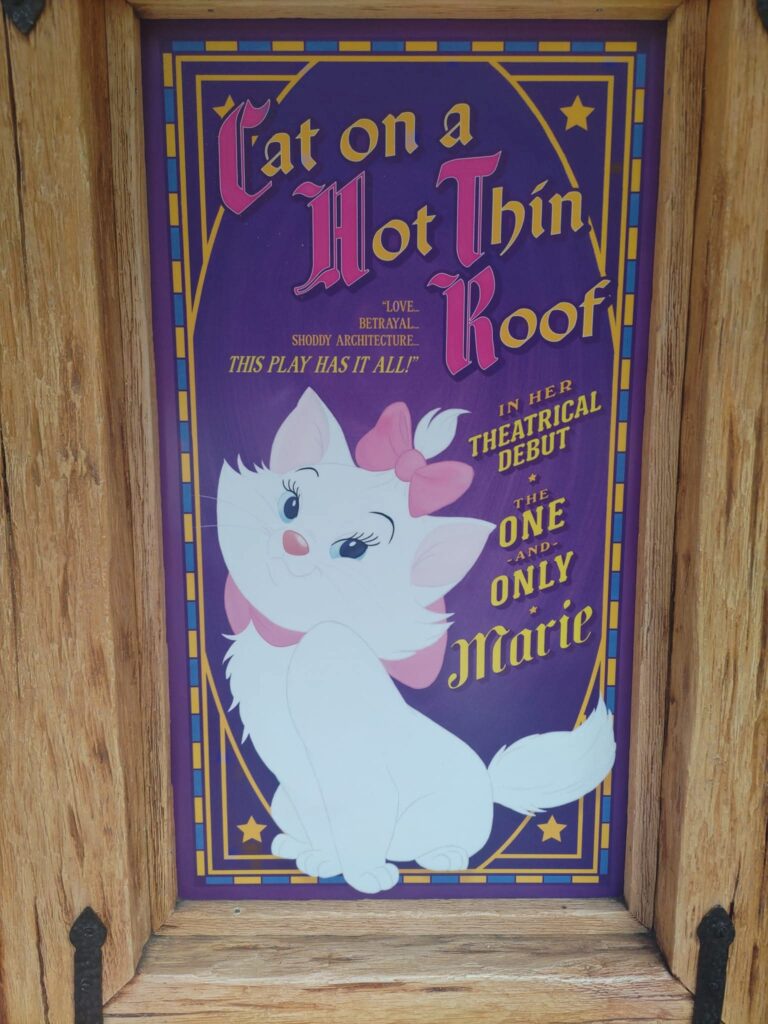 Cat on a
Hot Thin
Roof
"LOVE...
BETRAYAL...
SHODDY ARCHITECTURE...
THIS PLAY HAS IT ALL!"
IN HER
THEATRICAL
DEBUT
THE
ONE
-AND-
ONLY
Marie